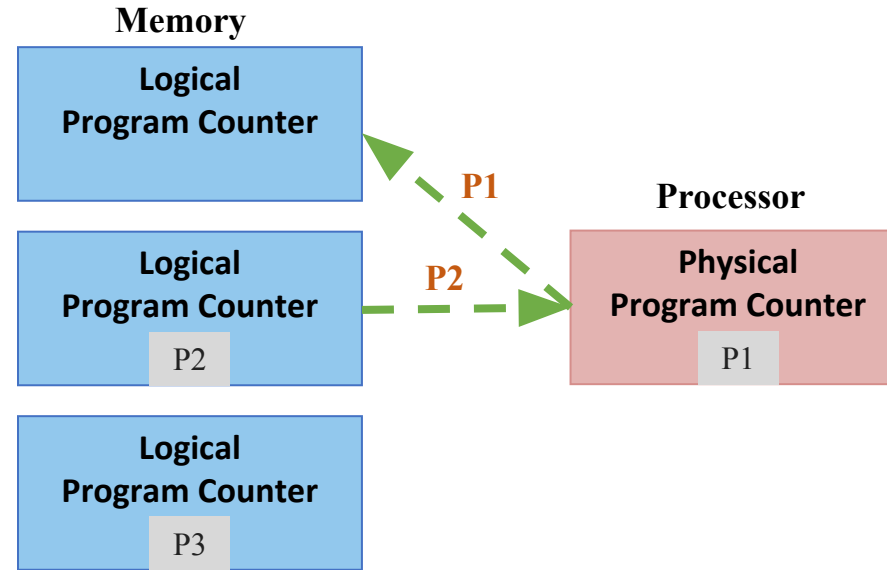 Memory
Logical
Program Counter
P1
Processor
Logical
Program Counter
P2
P2
Physical
Program Counter
P1
Logical
Program Counter
P3